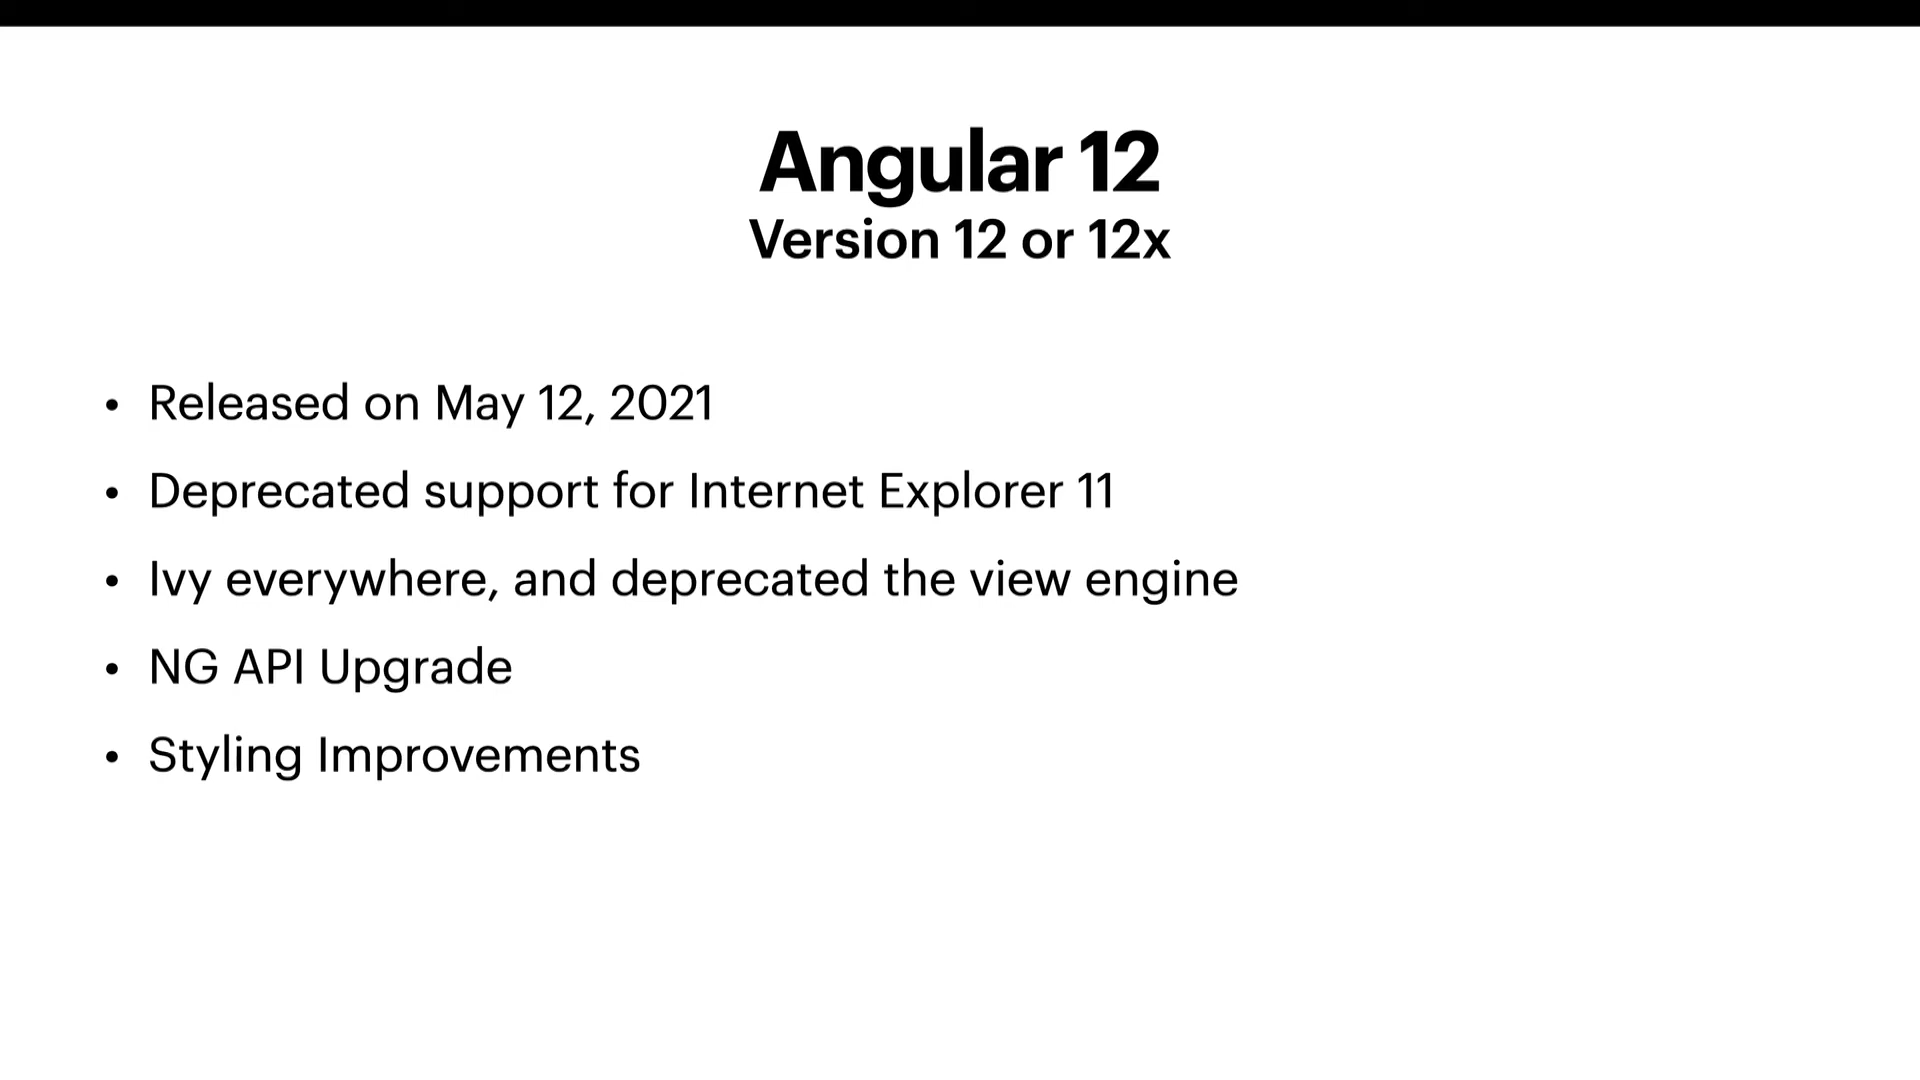 Angular 12
Version 12 or 12x
• Released on May 12, 2021
• Deprecated support for Internet Explorer 11
• Ivy everywhere, and deprecated the view engine
• NG API Upgrade
• Styling Improvements